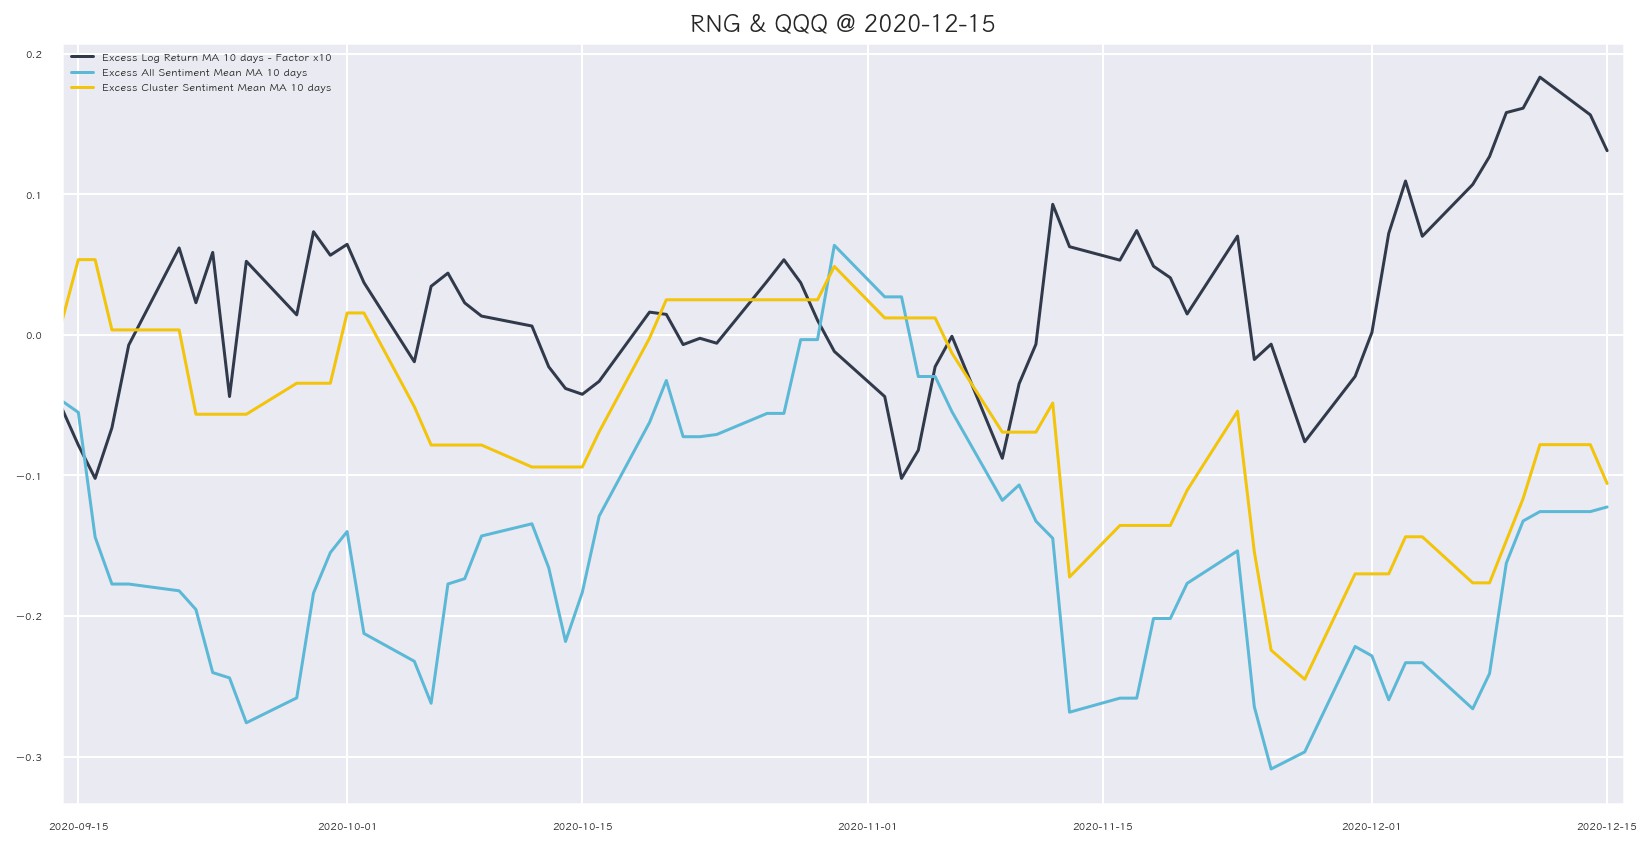 RNG & QQQ @ 2020-12-15
Excess Log Return MA 10 days - Factor x10
Excess All Sentiment Mean MA 10 days
Excess Cluster Sentiment Mean MA 10 days
0.2
0.1
0.0
−0.1
−0.2
−0.3
2020-09-15 2020-10-01 2020-10-15 2020-11-01 2020-11-15 2020-12-01 2020-12-15